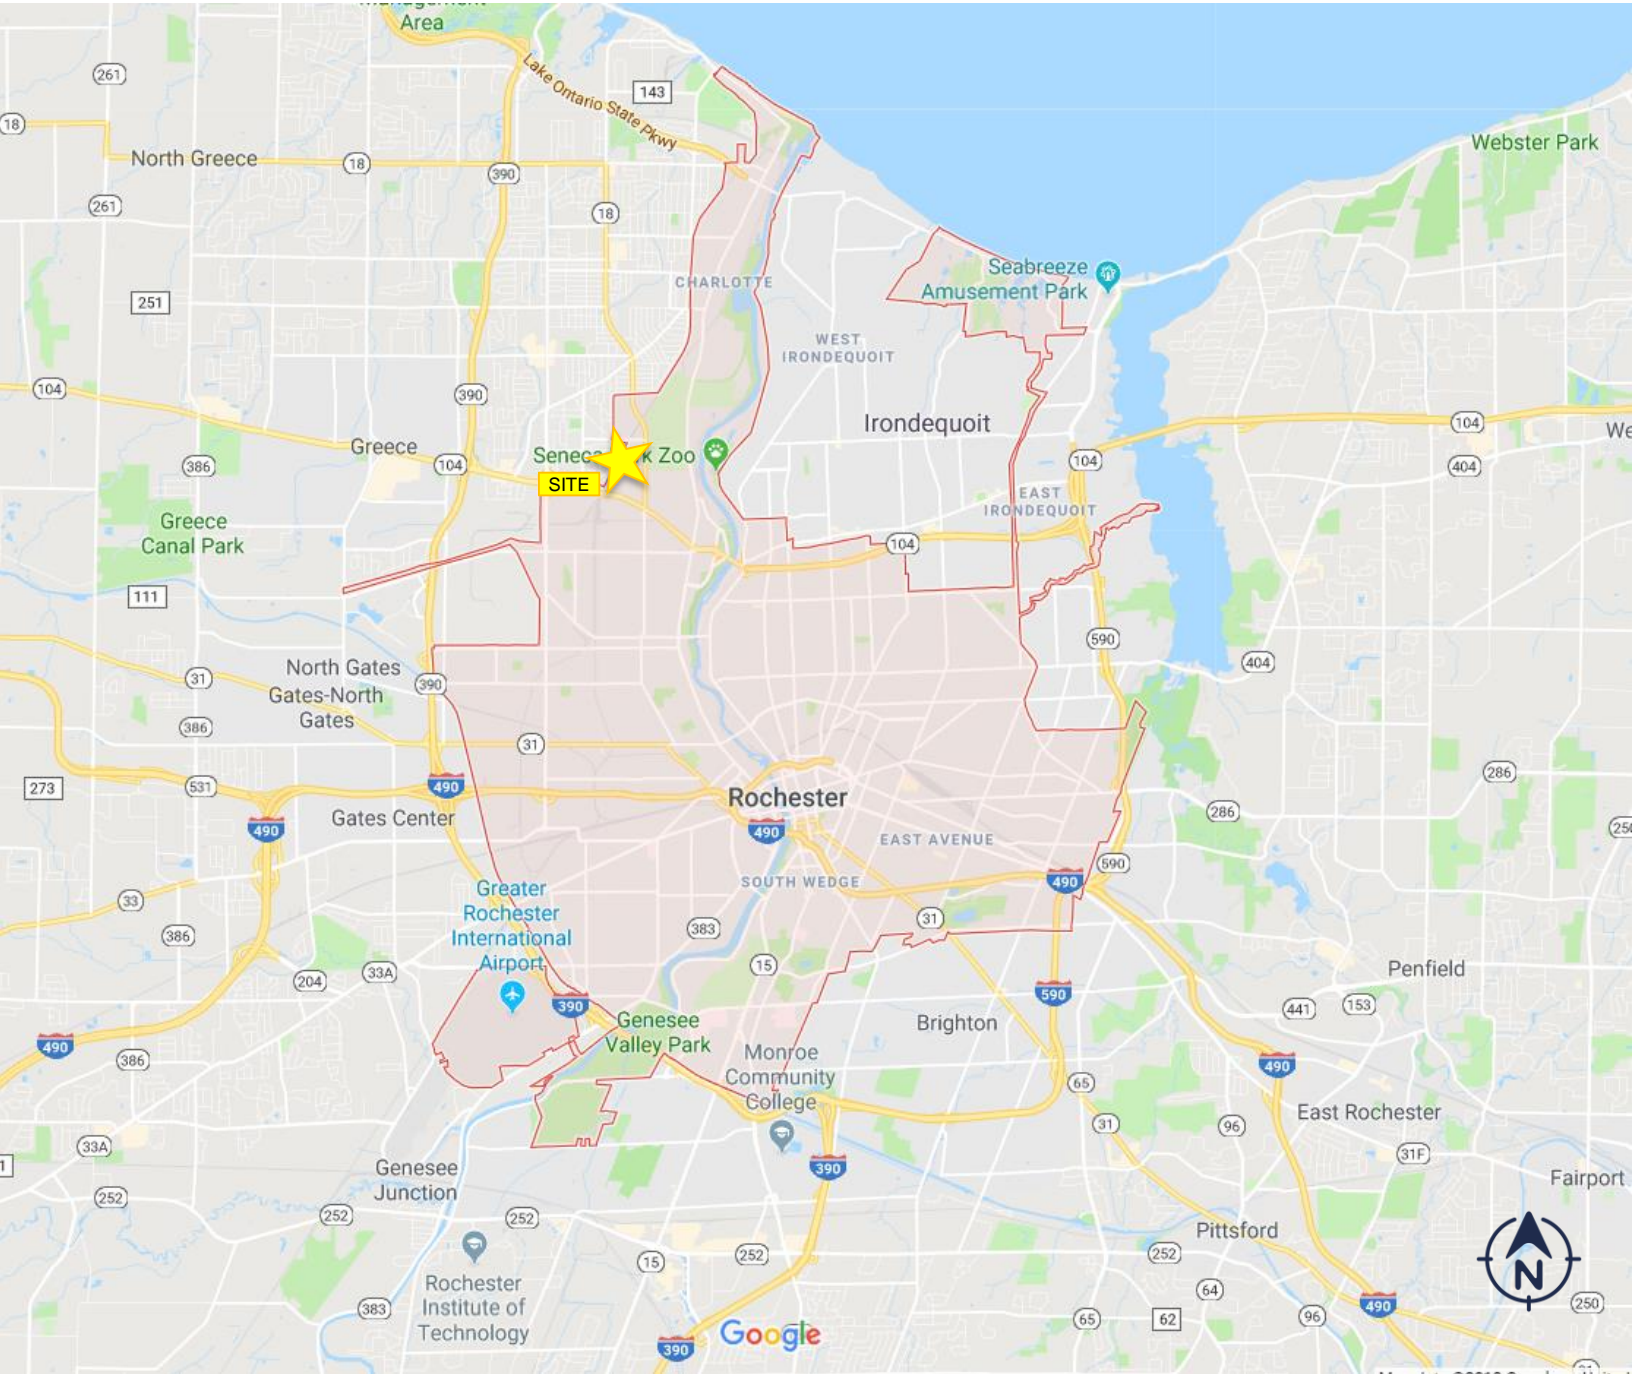 Area
261
143
Lake Ontario State Pkwy
18
North Greece
18
390
Webster Park
261
18
CHARLOTTE
Seabreeze
Amusement Park
251
WEST
IRONDEQUOIT
104
390
Irondequoit
104
Greece
Seneca
k Zoo
104
386
104
404
SITE
EAST
IRONDEQUOIT
Greece
Canal Park
104
111
590
404
North Gates
31
390
Gates-North
Gates
386
31
273
531
490
286
Rochester
Gates Center
490
490
286
EAST AVENUE
590
490
SOUTH WEDGE
Greater
Rochester
International
Airport
33
31
386
383
15
33A
204
Penfield
390
590
441
153
Genesee
Valley Park
Brighton
490
386
Monroe
Community
College
490
65
East Rochester
31
96
33A
31F
390
Genesee
Junction
Fairport
252
252
252
Pittsford
15
252
252
N
Rochester
Institute of
Technology
64
383
65
62
96
490
250
Google
390